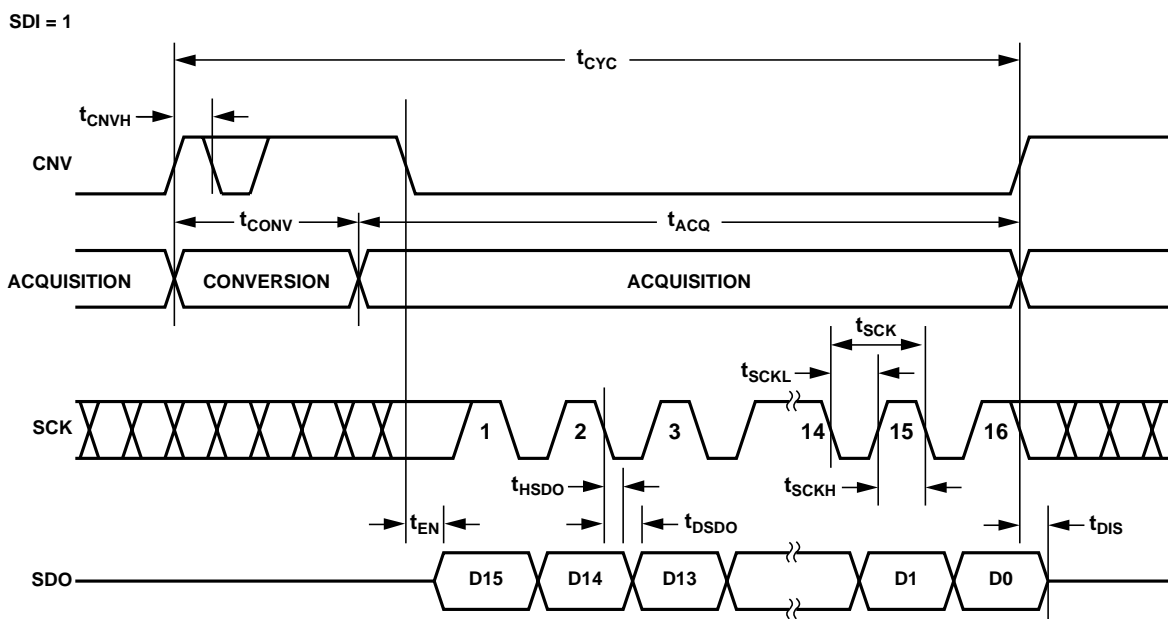 SDI = 1
tCYC
tCNVH
CNV
tCONV
tACQ
ACQUISITION
CONVERSION
ACQUISITION
tSCK
tSCKL
SCK
1
2
3
14
15
16
tHSDO
tSCKH
tEN
tDSDO
tDIS
SDO
D15
D14
D13
D1
D0